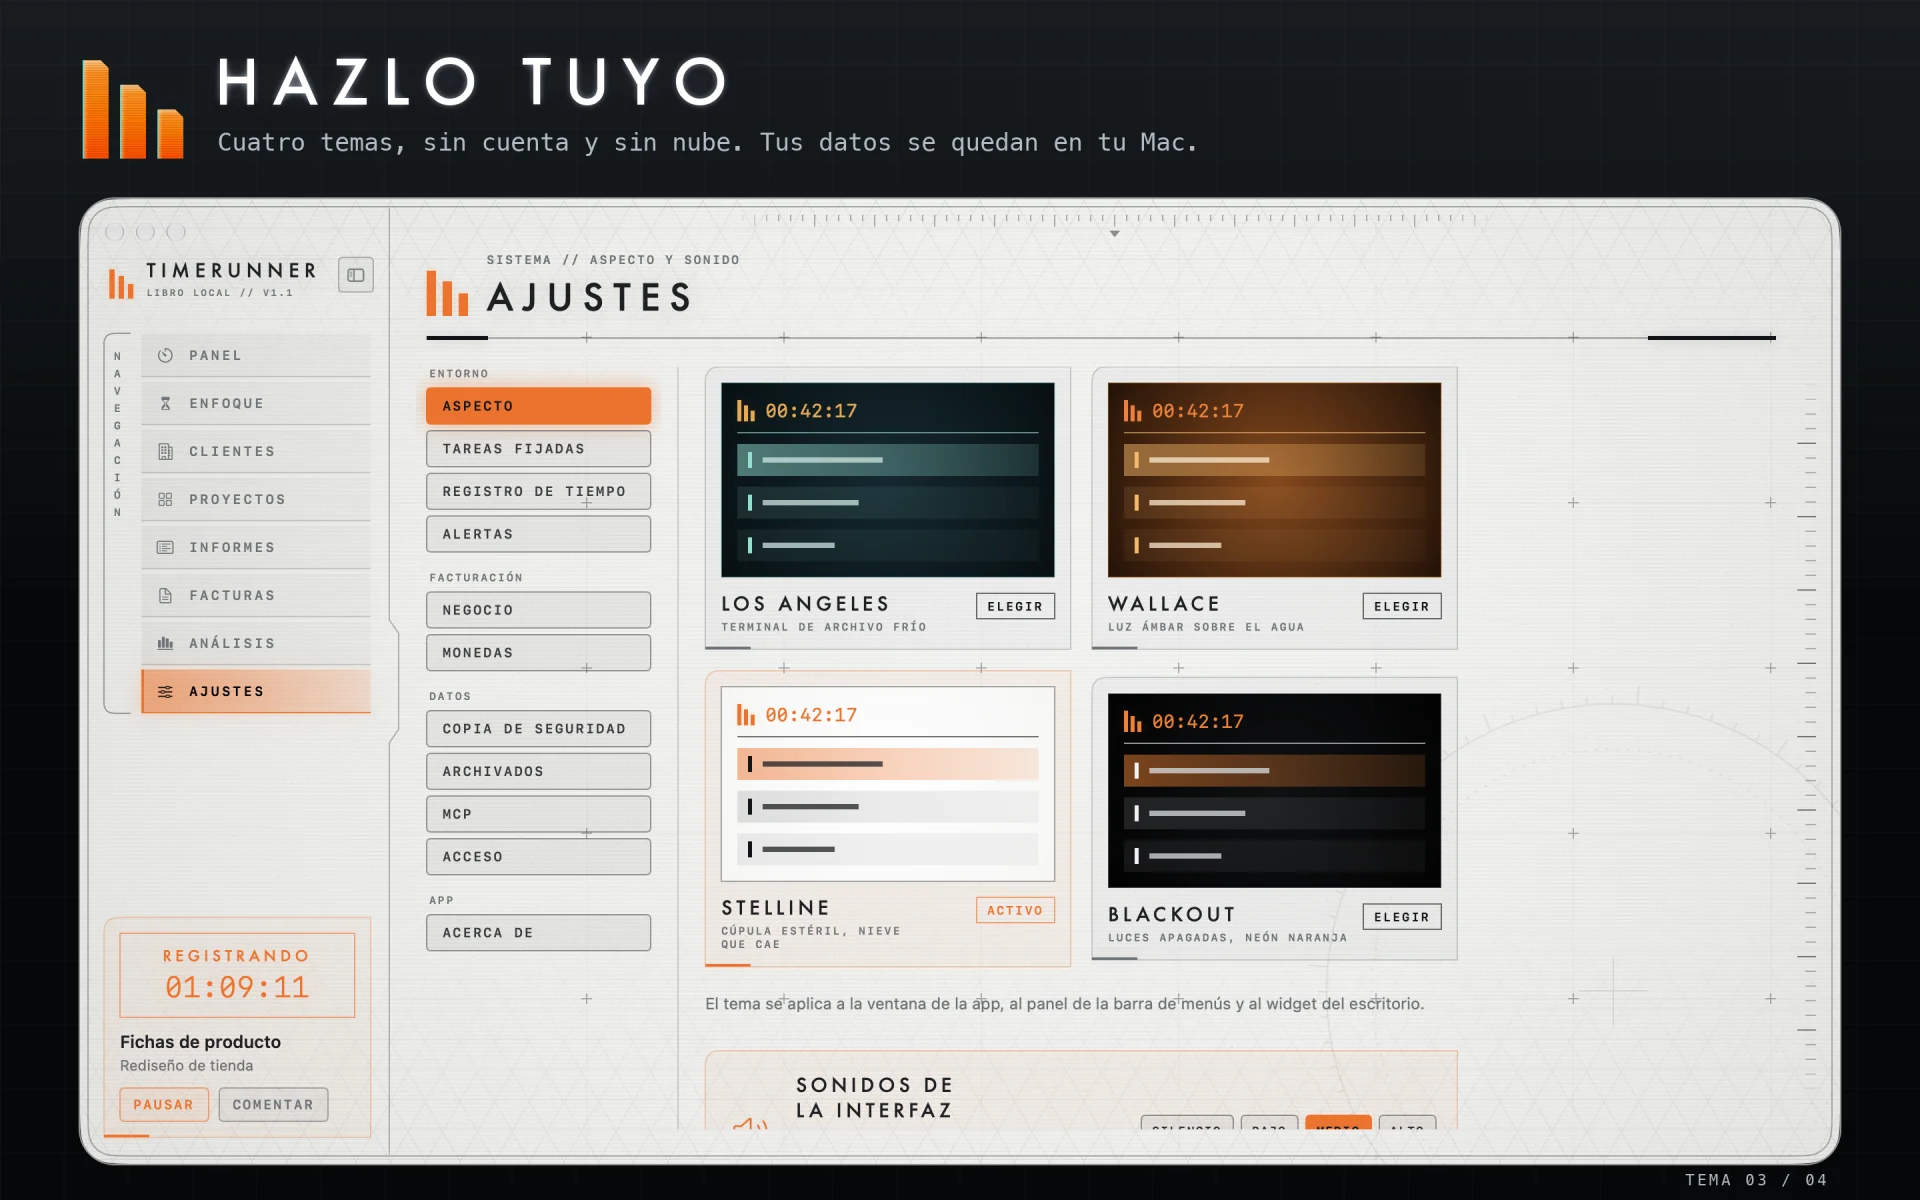 HAZLO TUYO
Cuatro temas, sin cuenta y sin nube. Tus datos se quedan en tu Mac.
TIMERUNNER
LIBRO LOCAL // V1.1
NAVEGACIÓN
PANEL
ENFOQUE
CLIENTES
PROYECTOS
INFORMES
FACTURAS
ANÁLISIS
AJUSTES
REGISTRANDO
01:09:11
Fichas de producto
Rediseño de tienda
PAUSAR
COMENTAR
SISTEMA // ASPECTO Y SONIDO
AJUSTES
ENTORNO
ASPECTO
TAREAS FIJADAS
REGISTRO DE TIEMPO
ALERTAS
FACTURACIÓN
NEGOCIO
MONEDAS
DATOS
COPIA DE SEGURIDAD
ARCHIVADOS
MCP
ACCESO
APP
ACERCA DE
00:42:17
LOS ANGELES
ELEGIR
TERMINAL DE ARCHIVO FRÍO
00:42:17
WALLACE
ELEGIR
LUZ ÁMBAR SOBRE EL AGUA
00:42:17
STELLINE
ACTIVO
CÚPULA ESTÉRIL, NIEVE
QUE CAE
00:42:17
BLACKOUT
ELEGIR
LUCES APAGADAS, NEÓN NARANJA
El tema se aplica a la ventana de la app, al panel de la barra de menús y al widget del escritorio.
SONIDOS DE
LA INTERFAZ
SILENCIO
BAJO
MEDIO
ALTO
TEMA 03 / 04